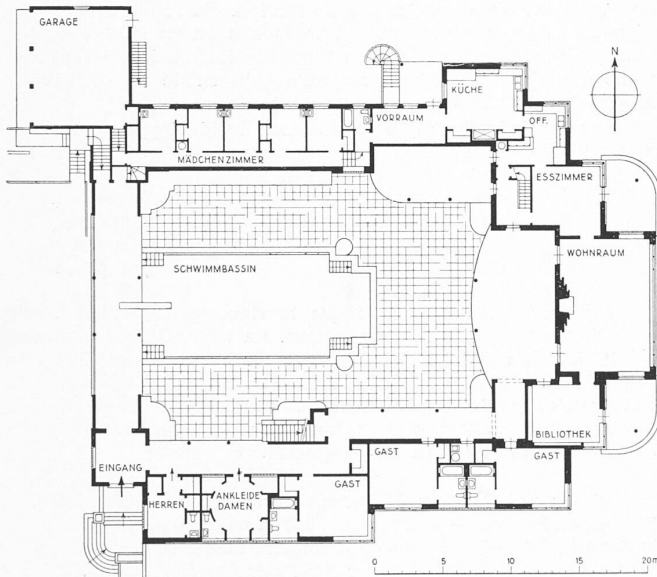 GARAGE
N
KÜCHE
VORRAUM
OFF.
MÄDCHENZIMMER
ESSZIMMER
WOHNRAUM
SCHWIMMBASSIN
BIBLIOTHEK
EINGANG
GAST
GAST
HERREN
ANKLEIDE
DAMEN
GAST
0 5 10 15 20m